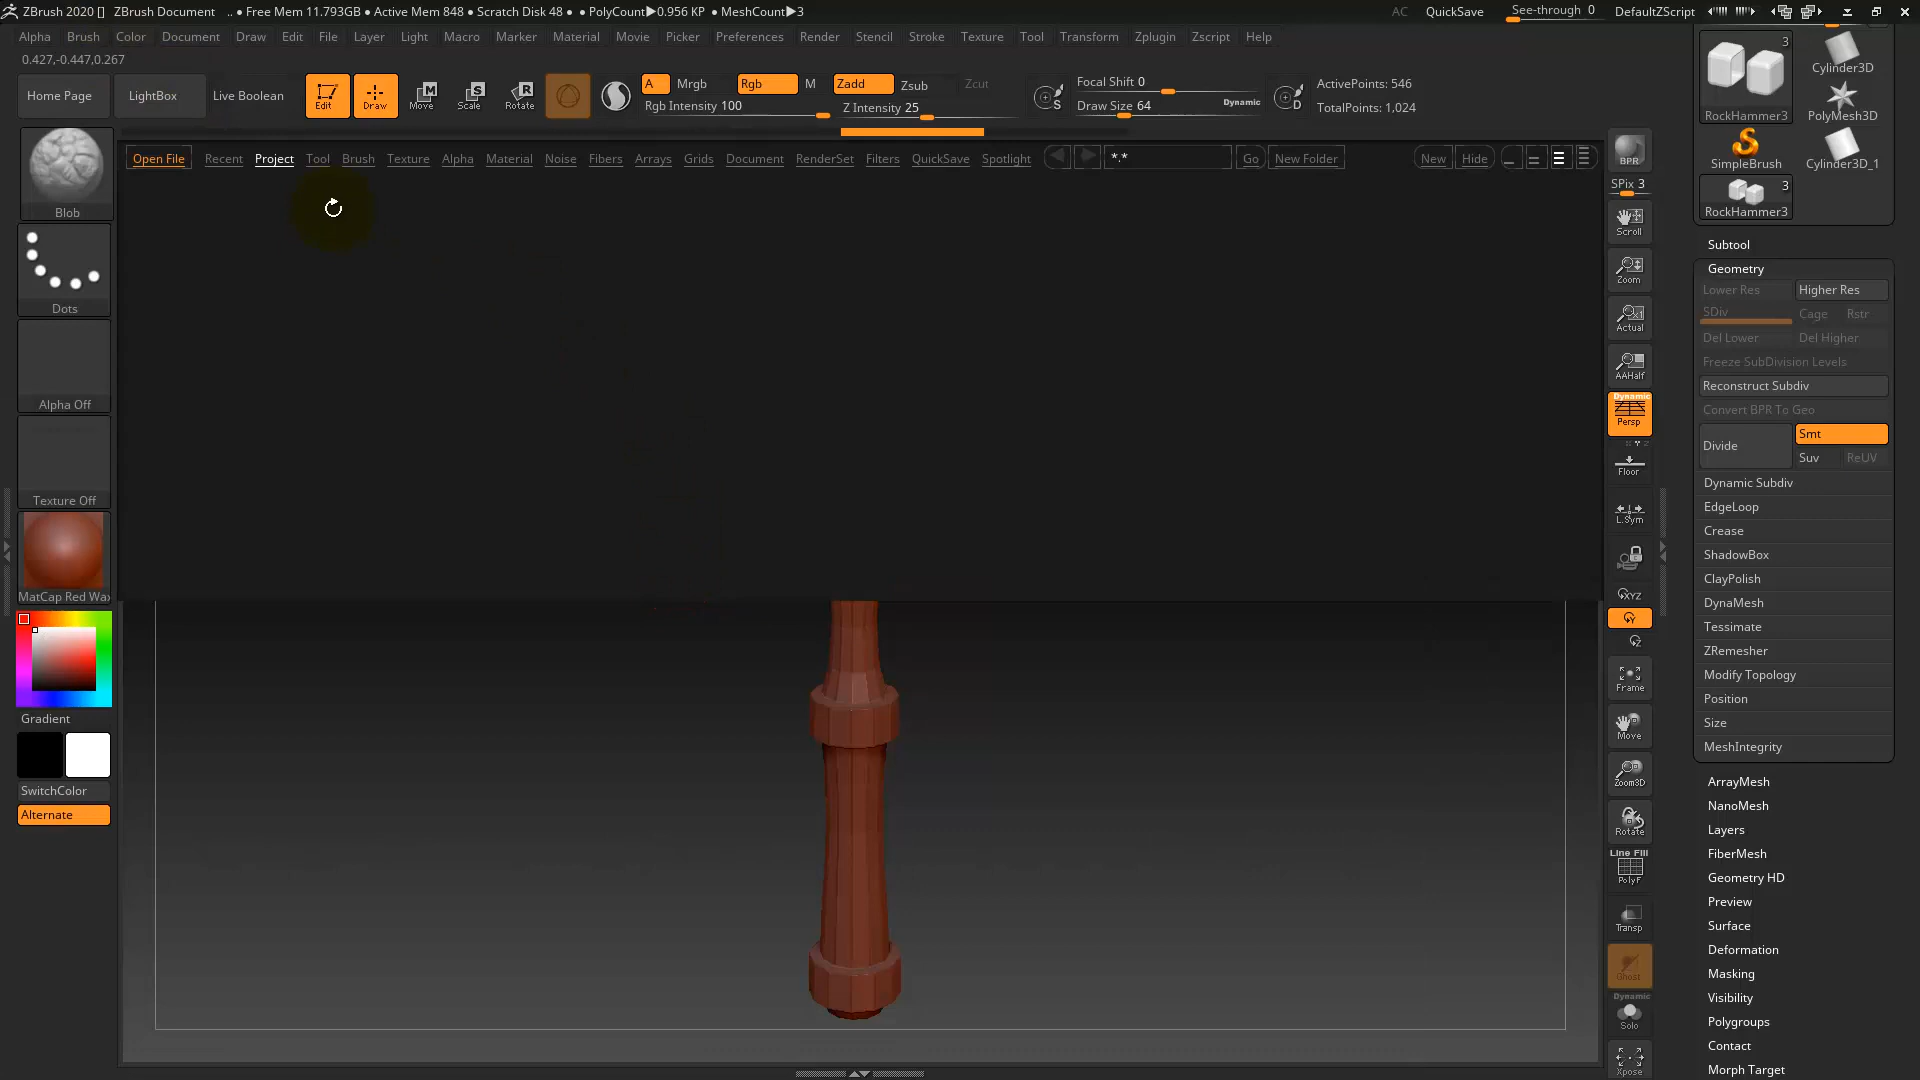 ZBrush 2020 [] ZBrush Document .. • Free Mem 11.793GB • Active Mem 848 • Scratch Disk 48 • PolyCount▶0.956 KP • MeshCount▶3 AC QuickSave See-through 0 DefaultZScript
Alpha Brush Color Document Draw Edit File Layer Light Macro Marker Material Movie Picker Preferences Render Stencil Stroke Texture Tool Transform Zplugin Zscript Help
0.427,-0.447,0.267
Home Page LightBox Live Boolean Edit Draw Move Scale Rotate
A Mrgb Rgb M Zadd Zsub Zcut
Rgb Intensity 100 Z Intensity 25
Focal Shift 0
Draw Size 64 Dynamic
S D
ActivePoints: 546
TotalPoints: 1,024
Open File Recent Project Tool Brush Texture Alpha Material Noise Fibers Arrays Grids Document RenderSet Filters QuickSave Spotlight *.* Go New Folder New Hide
Blob
Dots
Alpha Off
Texture Off
MatCap Red Wax
Gradient
SwitchColor
Alternate
BPR
SPix 3
Scroll
Zoom
Actual
AAHalf
Dynamic
Persp
Floor
L.Sym
XYZ
Y
Z
Frame
Move
Zoom3D
Rotate
Line Fill
PolyF
Transp
Ghost
Dynamic
Solo
Xpose
3
RockHammer3
Cylinder3D
PolyMesh3D
SimpleBrush
Cylinder3D_1
3
RockHammer3
Subtool
Geometry
Lower Res Higher Res
SDiv Cage Rstr
Del Lower Del Higher
Freeze SubDivision Levels
Reconstruct Subdiv
Convert BPR To Geo
Divide Smt
Suv ReUV
Dynamic Subdiv
EdgeLoop
Crease
ShadowBox
ClayPolish
DynaMesh
Tessimate
ZRemesher
Modify Topology
Position
Size
MeshIntegrity
ArrayMesh
NanoMesh
Layers
FiberMesh
Geometry HD
Preview
Surface
Deformation
Masking
Visibility
Polygroups
Contact
Morph Target